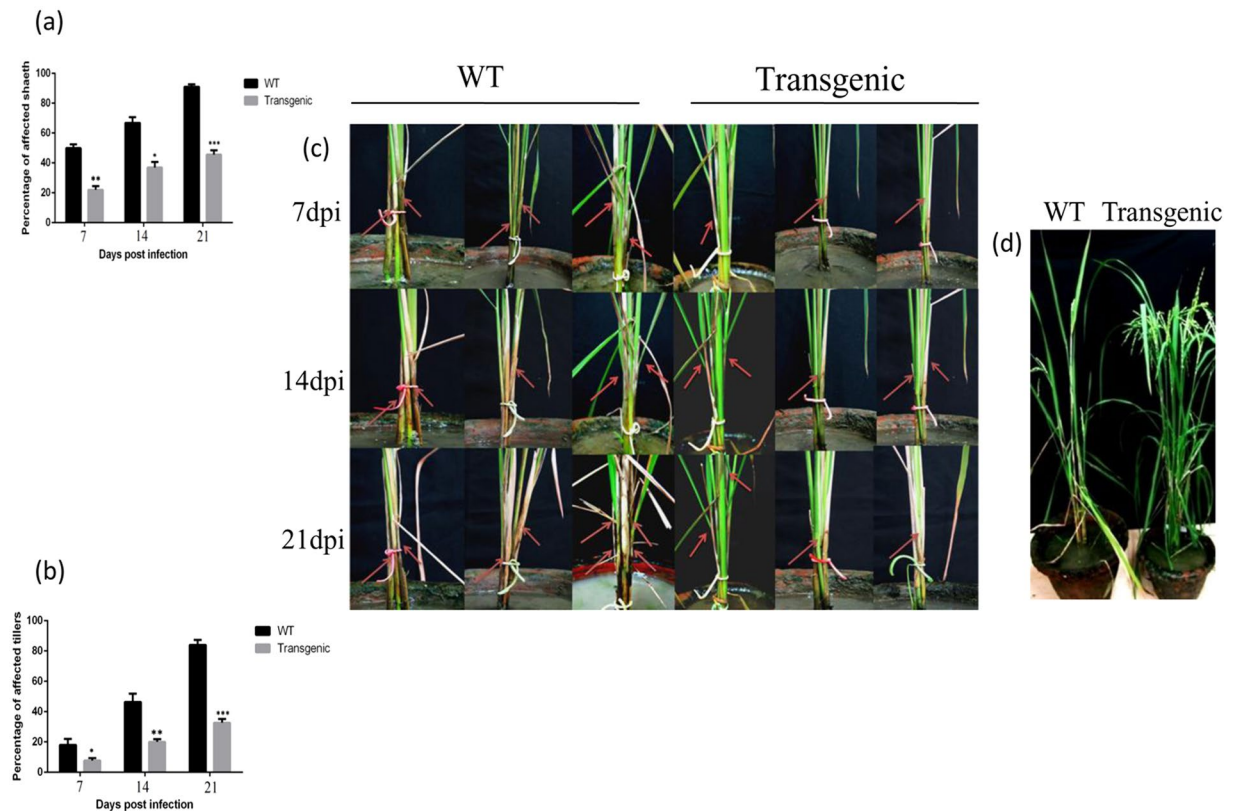 (a)
Percentage of affected shaeth
100
80
60
40
20
0
**
*
***
7 14 21
Days post infection
WT
Transgenic
(b)
Percentage of affected tillers
100
80
60
40
20
0
*
**
***
7 14 21
Days post infection
WT
Transgenic
WT Transgenic
(c)
7dpi
14dpi
21dpi
(d)
WT Transgenic